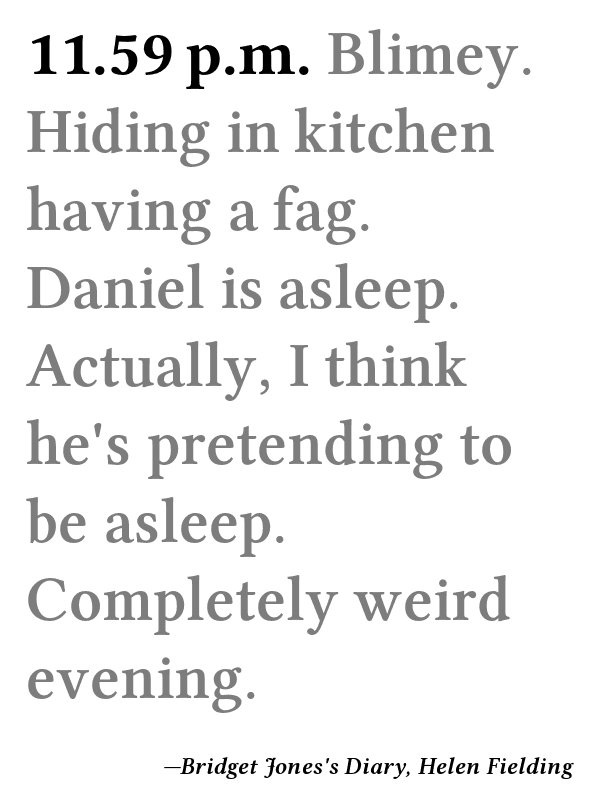 11.59 p.m. Blimey.
Hiding in kitchen
having a fag.
Daniel is asleep.
Actually, I think
he's pretending to
be asleep.
Completely weird
evening.
—Bridget Jones's Diary, Helen Fielding